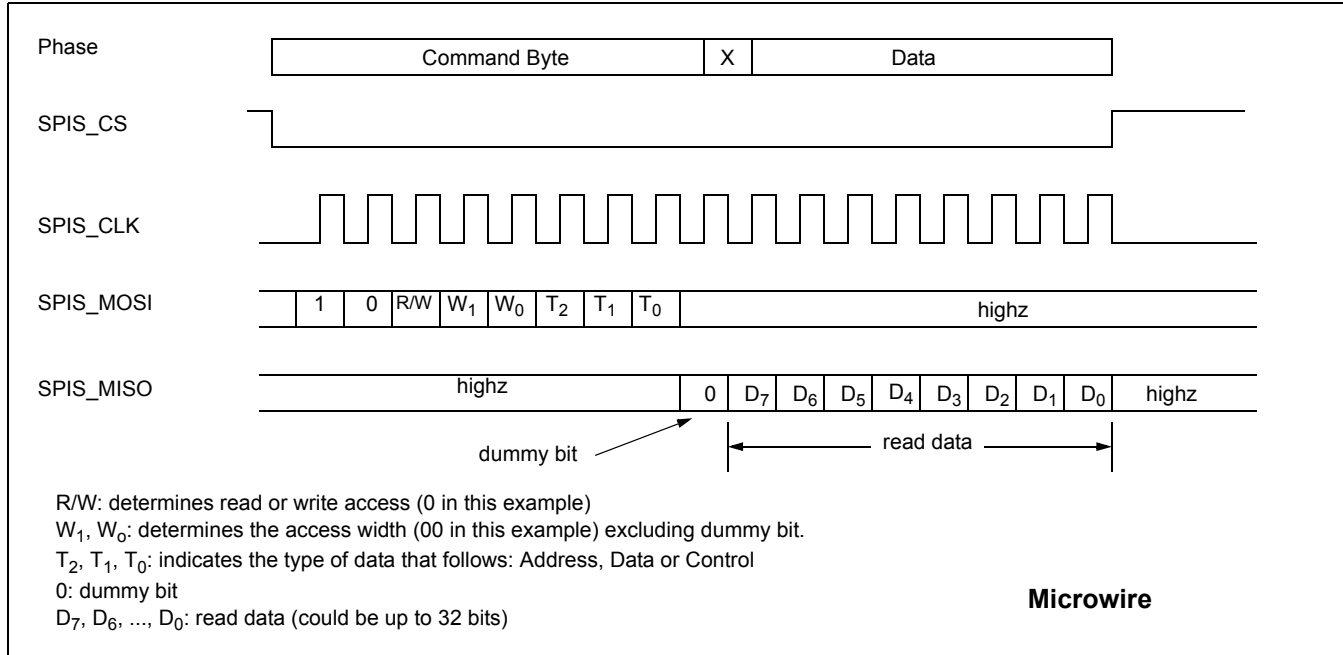 Phase
Command Byte X Data
SPIS_CS
SPIS_CLK
SPIS_MOSI 1 0 R/W W1 W0 T2 T1 T0 highz
SPIS_MISO highz 0 D7 D6 D5 D4 D3 D2 D1 D0 highz
dummy bit read data
R/W: determines read or write access (0 in this example)
W1, Wo: determines the access width (00 in this example) excluding dummy bit.
T2, T1, T0: indicates the type of data that follows: Address, Data or Control
0: dummy bit
D7, D6, ..., D0: read data (could be up to 32 bits)
Microwire